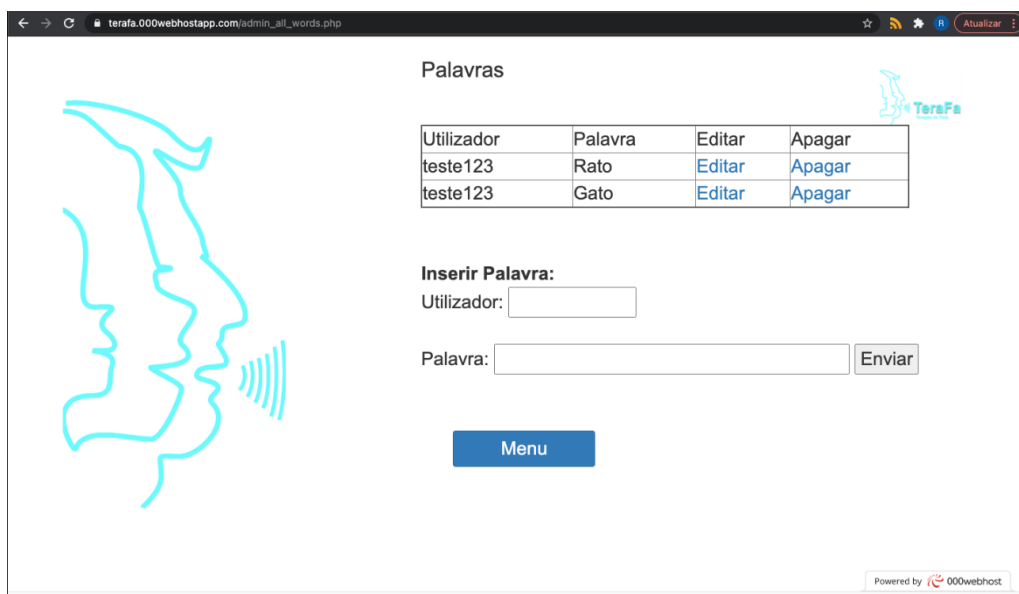 terafa.000webhostapp.com/admin_all_words.php
R
Atualizar
Palavras
TeraFa
Utilizador Palavra Editar Apagar
teste123 Rato Editar Apagar
teste123 Gato Editar Apagar
Inserir Palavra:
Utilizador:
Palavra: Enviar
Menu
Powered by 000webhost